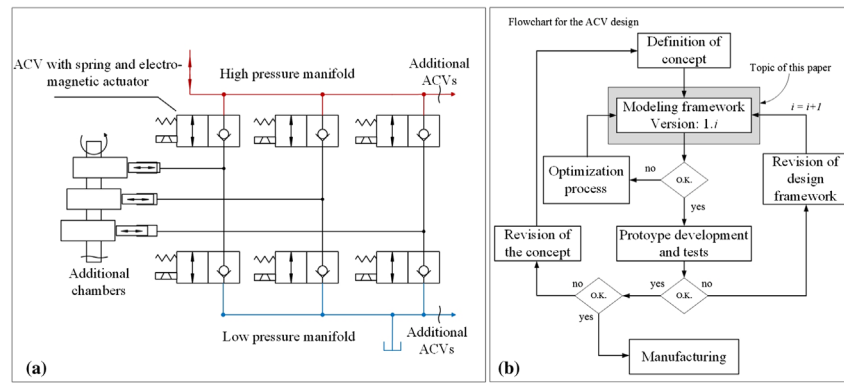 ACV with spring and electro-
magnetic actuator
High pressure manifold
Additional
ACVs
Additional
chambers
Low pressure manifold
Additional
ACVs
(a)
Flowchart for the ACV design
Definition of
concept
Topic of this paper
Modeling framework
Version: 1.i
i = i+1
Optimization
process
no
O.K.
yes
Revision of
design
framework
Revision of
the concept
Protoype development
and tests
no
O.K.
yes
yes
O.K.
no
Manufacturing
(b)